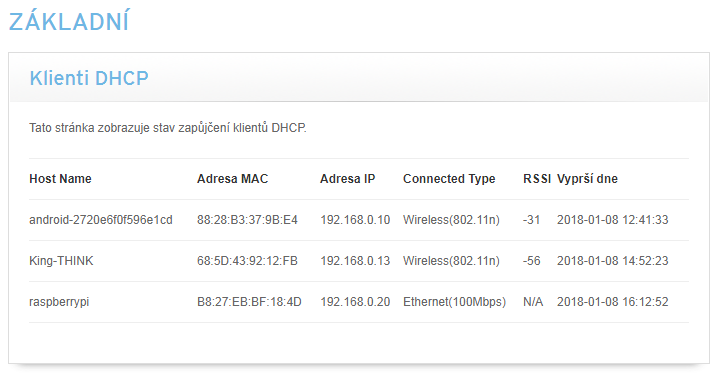 ZÁKLADNÍ
Klienti DHCP
Tato stránka zobrazuje stav zapůjčení klientů DHCP.
Host Name Adresa MAC Adresa IP Connected Type RSSI Vyprší dne
android-2720e6f0f596e1cd 88:28:B3:37:9B:E4 192.168.0.10 Wireless(802.11n) -31 2018-01-08 12:41:33
King-THINK 68:5D:43:92:12:FB 192.168.0.13 Wireless(802.11n) -56 2018-01-08 14:52:23
raspberrypi B8:27:EB:BF:18:4D 192.168.0.20 Ethernet(100Mbps) N/A 2018-01-08 16:12:52